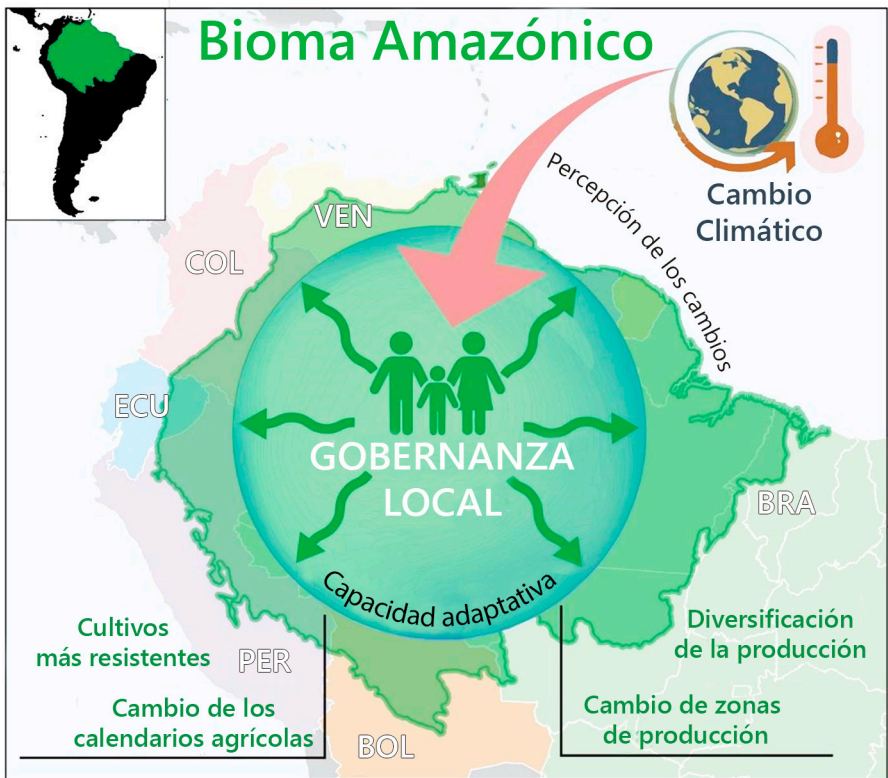 Bioma Amazónico
Cambio
Climático
Percepción de los cambios
VEN
COL
ECU
GOBERNANZA
LOCAL
BRA
Capacidad adaptativa
Cultivos
más resistentes
PER
Cambio de los
calendarios agrícolas
BOL
Diversificación
de la producción
Cambio de zonas
de producción